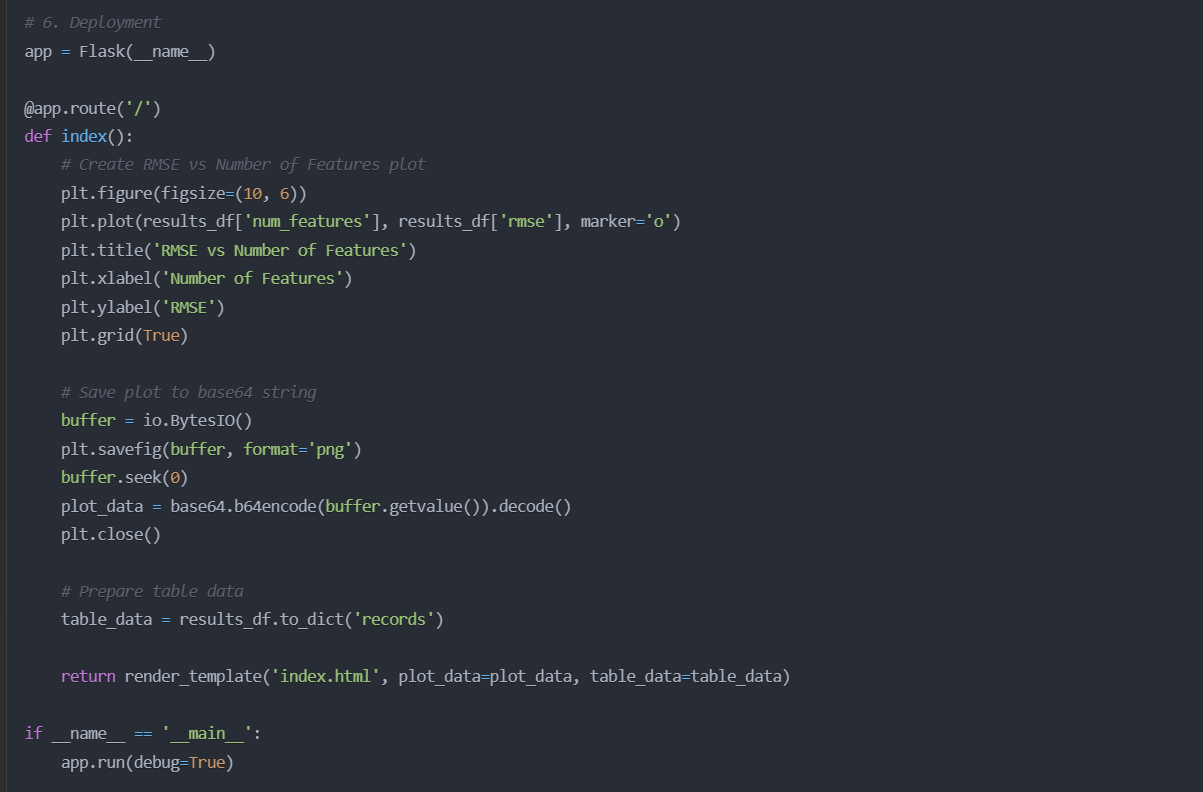 # 6. Deployment
app = Flask(__name__)
@app.route('/')
def index():
    # Create RMSE vs Number of Features plot
    plt.figure(figsize=(10, 6))
    plt.plot(results_df['num_features'], results_df['rmse'], marker='o')
    plt.title('RMSE vs Number of Features')
    plt.xlabel('Number of Features')
    plt.ylabel('RMSE')
    plt.grid(True)
    # Save plot to base64 string
    buffer = io.BytesIO()
    plt.savefig(buffer, format='png')
    buffer.seek(0)
    plot_data = base64.b64encode(buffer.getvalue()).decode()
    plt.close()
    # Prepare table data
    table_data = results_df.to_dict('records')
    return render_template('index.html', plot_data=plot_data, table_data=table_data)
if __name__ == '__main__':
    app.run(debug=True)